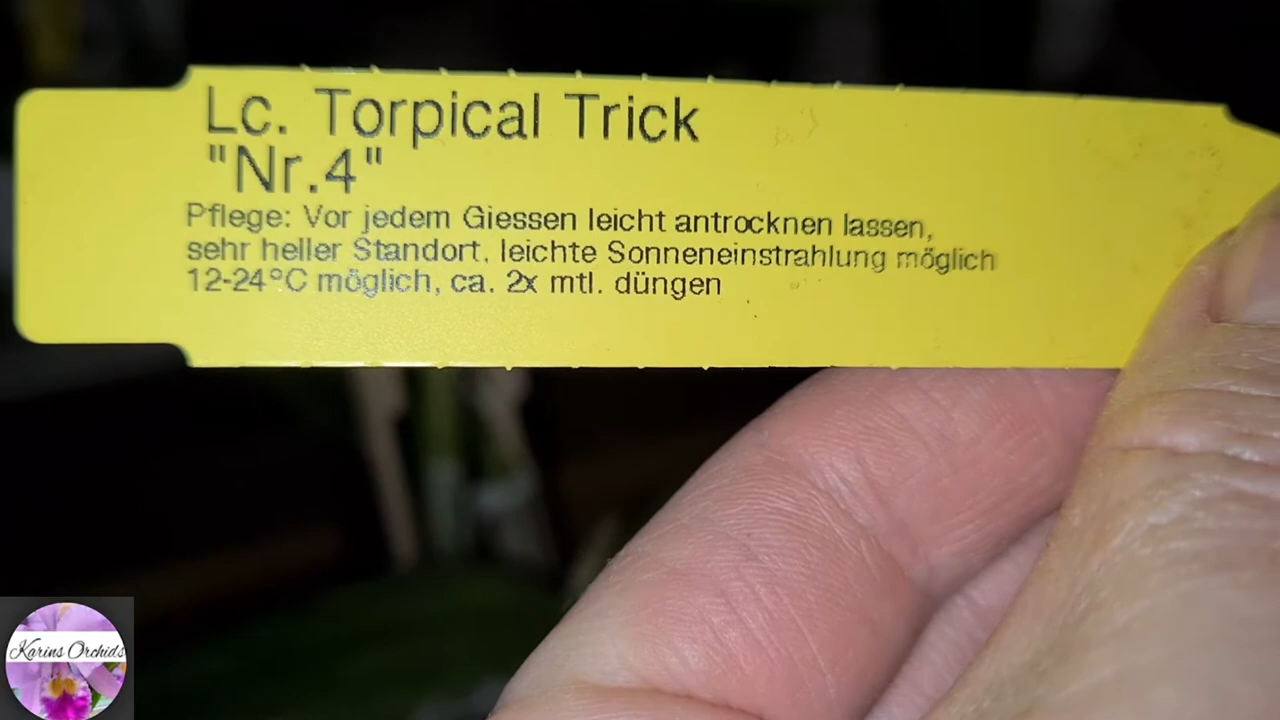 Lc. Torpical Trick
"Nr.4"
Pflege: Vor jedem Giessen leicht antrocknen lassen,
sehr heller Standort, leichte Sonneneinstrahlung möglich
12-24°C möglich, ca. 2x mtl. düngen
Karins Orchids